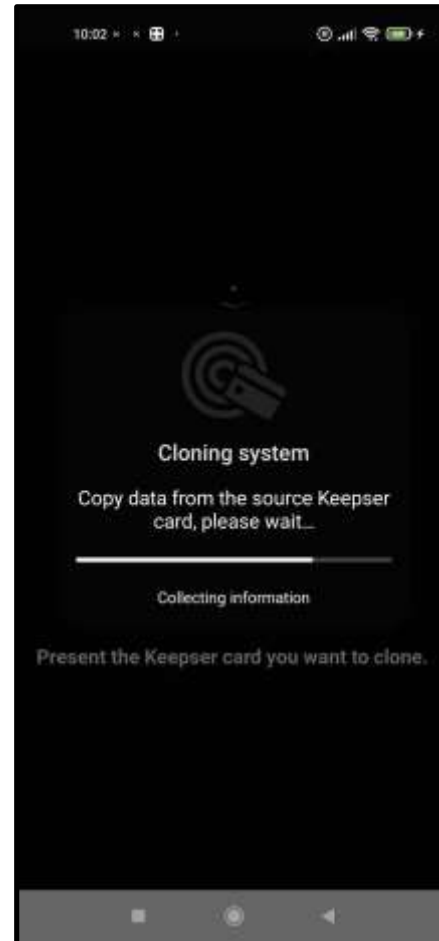 10:02
Cloning system
Copy data from the source Keepser
card, please wait...
Collecting information
Present the Keepser card you want to clone.